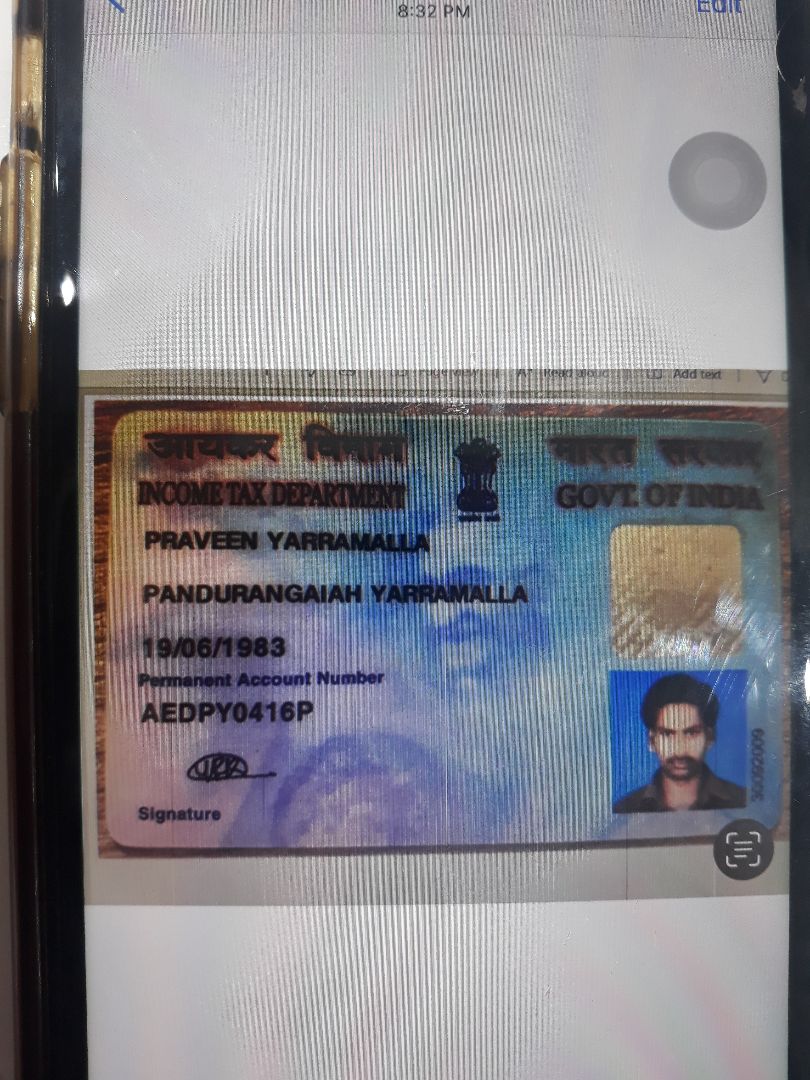 8:32 PM
Edit
Add text
आयकर विभाग
भारत सरकार
INCOME TAX DEPARTMENT
GOVT. OF INDIA
PRAVEEN YARRAMALLA
PANDURANGAIAH YARRAMALLA
19/06/1983
Permanent Account Number
AEDPY0416P
Signature